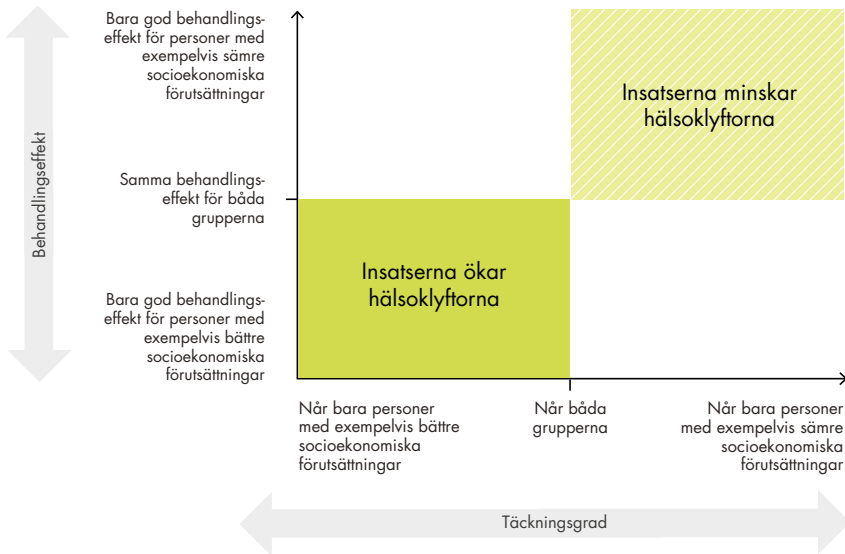 Bara god behandlings-
effekt för personer med
exempelvis sämre
socioekonomiska
förutsättningar
Insatserna minskar
hälsoklyftorna
Behandlingseffekt
Samma behandlings-
effekt för båda
grupperna
Insatserna ökar
hälsoklyftorna
Bara god behandlings-
effekt för personer med
exempelvis bättre
socioekonomiska
förutsättningar
Når bara personer
med exempelvis bättre
socioekonomiska
förutsättningar
Når båda
grupperna
Når bara personer
med exempelvis sämre
socioekonomiska
förutsättningar
Täckningsgrad